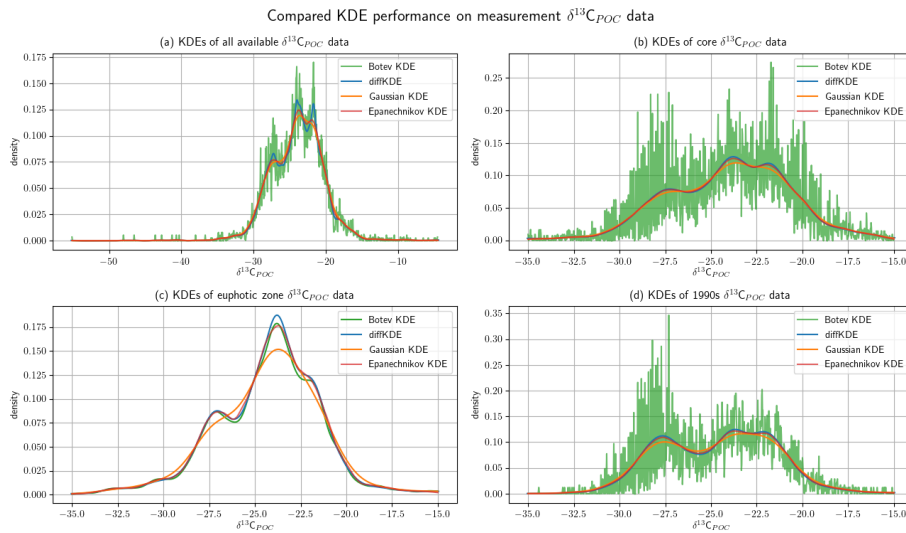 Compared KDE performance on measurement δ¹³C_POC data
(a) KDEs of all available δ¹³C_POC data
0.175
0.150
0.125
0.100
0.075
0.050
0.025
0.000
density
−50
−40
−30
−20
−10
δ¹³C_POC
Botev KDE
diffKDE
Gaussian KDE
Epanechnikov KDE
(b) KDEs of core δ¹³C_POC data
0.25
0.20
0.15
0.10
0.05
0.00
density
−35.0
−32.5
−30.0
−27.5
−25.0
−22.5
−20.0
−17.5
−15.0
δ¹³C_POC
Botev KDE
diffKDE
Gaussian KDE
Epanechnikov KDE
(c) KDEs of euphotic zone δ¹³C_POC data
0.175
0.150
0.125
0.100
0.075
0.050
0.025
0.000
density
−35.0
−32.5
−30.0
−27.5
−25.0
−22.5
−20.0
−17.5
−15.0
δ¹³C_POC
Botev KDE
diffKDE
Gaussian KDE
Epanechnikov KDE
(d) KDEs of 1990s δ¹³C_POC data
0.35
0.30
0.25
0.20
0.15
0.10
0.05
0.00
density
−35.0
−32.5
−30.0
−27.5
−25.0
−22.5
−20.0
−17.5
−15.0
δ¹³C_POC
Botev KDE
diffKDE
Gaussian KDE
Epanechnikov KDE